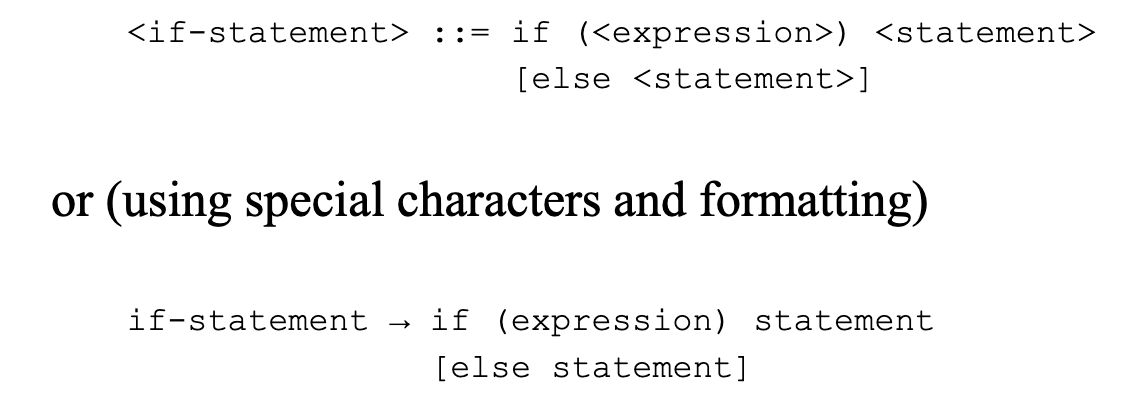 <if-statement> ::= if (<expression>) <statement>
[else <statement>]
or (using special characters and formatting)
if-statement → if (expression) statement
[else statement]